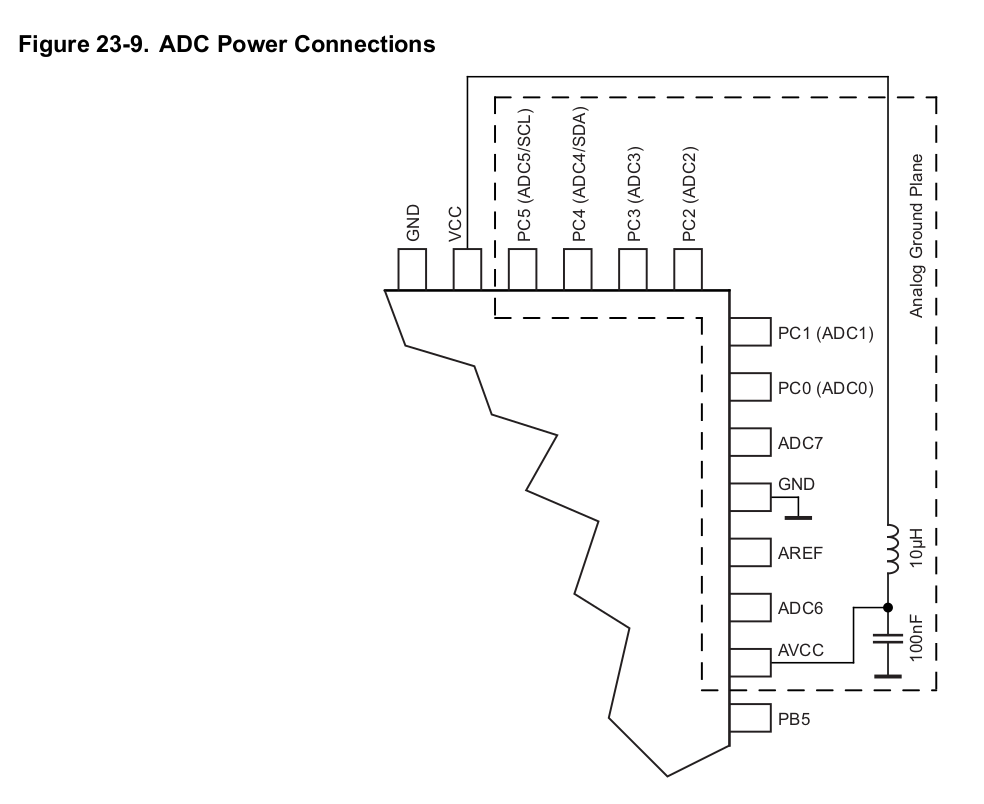 Figure 23-9. ADC Power Connections
GND
VCC
PC5 (ADC5/SCL)
PC4 (ADC4/SDA)
PC3 (ADC3)
PC2 (ADC2)
Analog Ground Plane
PC1 (ADC1)
PC0 (ADC0)
ADC7
GND
AREF
10µH
ADC6
AVCC
100nF
PB5